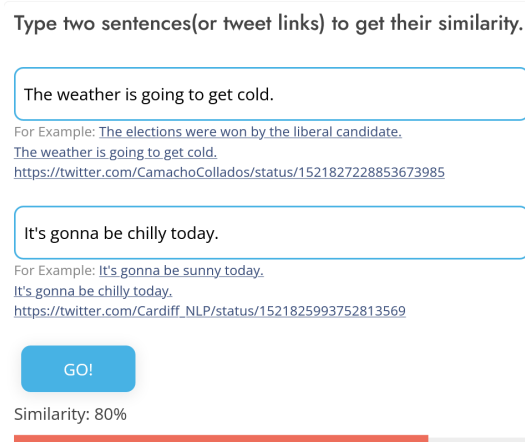 Type two sentences(or tweet links) to get their similarity.
The weather is going to get cold.
For Example: The elections were won by the liberal candidate.
The weather is going to get cold.
https://twitter.com/CamachoCollados/status/1521827228853673985
It's gonna be chilly today.
For Example: It's gonna be sunny today.
It's gonna be chilly today.
https://twitter.com/Cardiff_NLP/status/1521825993752813569
GO!
Similarity: 80%